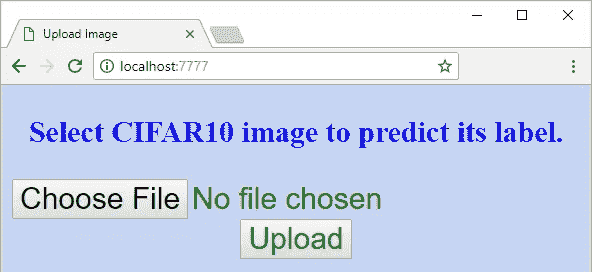 Upload Image
localhost:7777
Select CIFAR10 image to predict its label.
Choose File No file chosen
Upload